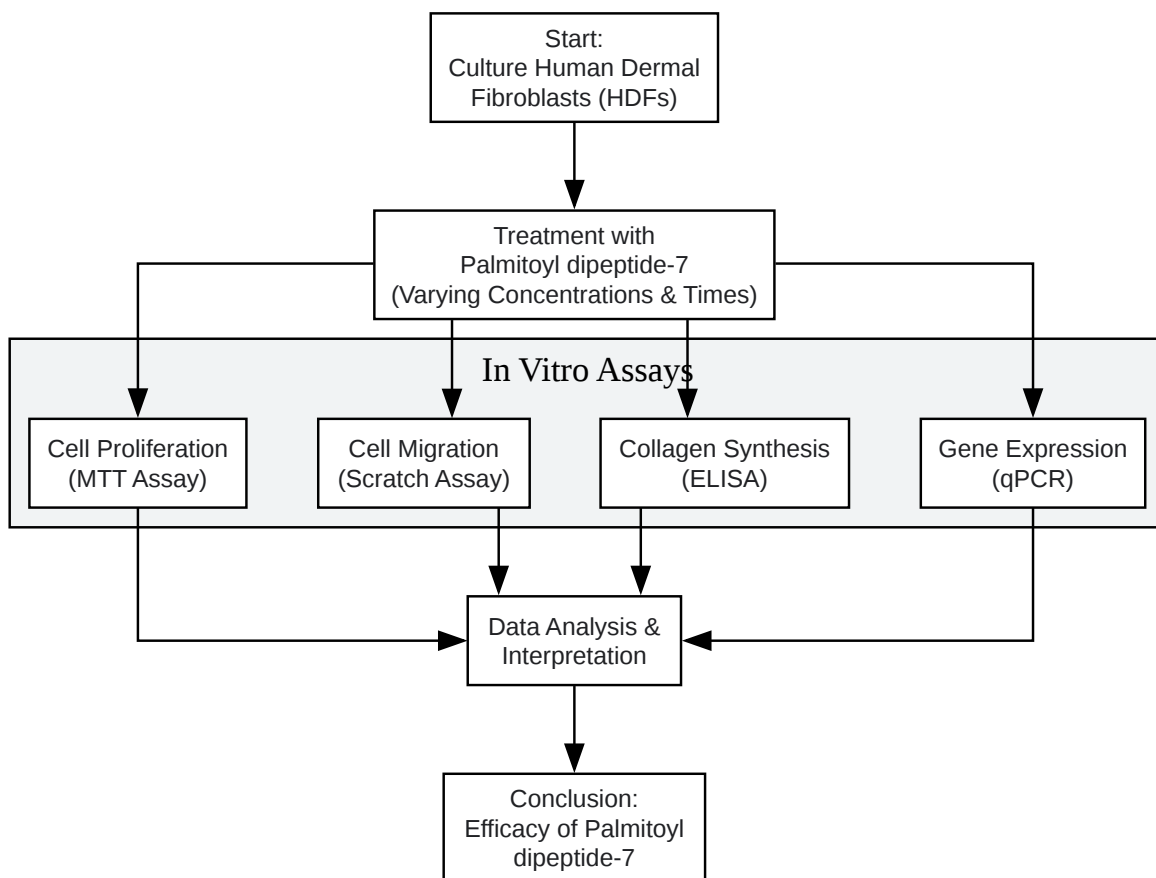 Start:
Culture Human Dermal
Fibroblasts (HDFs)
Treatment with
Palmitoyl dipeptide-7
(Varying Concentrations & Times)
In Vitro Assays
Cell Proliferation
(MTT Assay)
Cell Migration
(Scratch Assay)
Collagen Synthesis
(ELISA)
Gene Expression
(qPCR)
Data Analysis &
Interpretation
Conclusion:
Efficacy of Palmitoyl
dipeptide-7